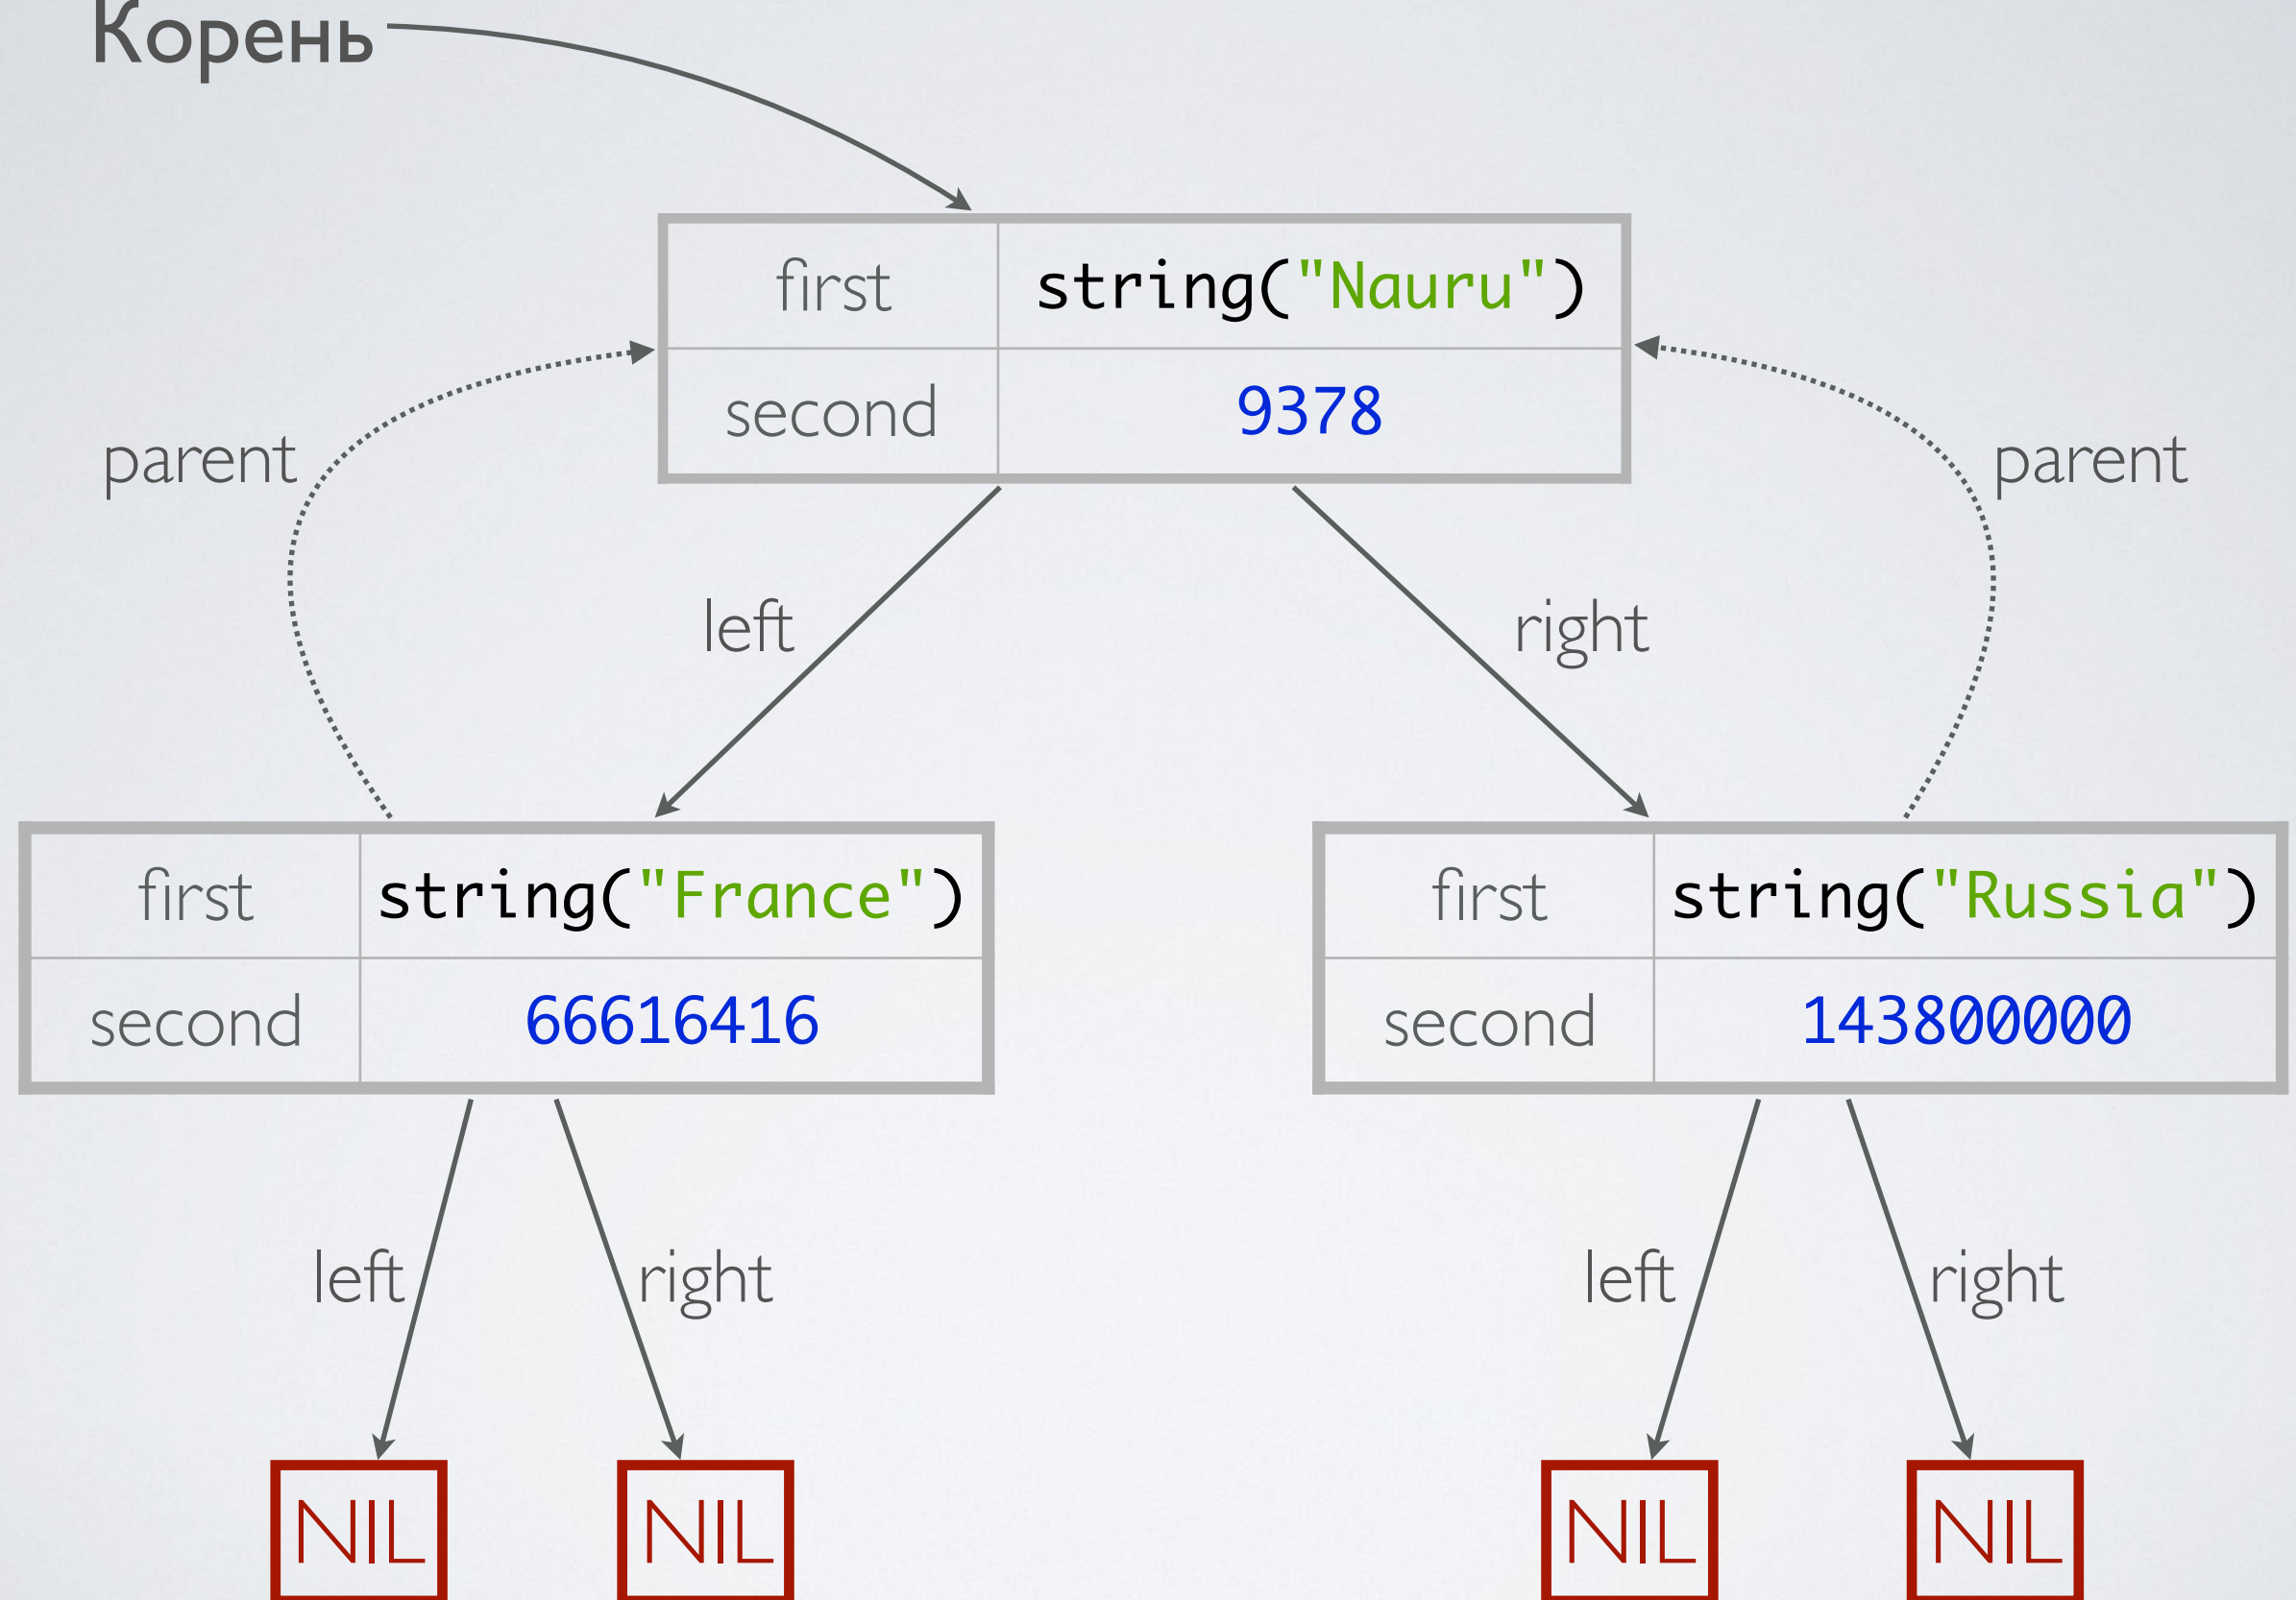 Корень
first string("Nauru")
second 9378
parent
parent
left
right
first string("France")
second 66616416
first string("Russia")
second 143800000
left
right
left
right
NIL
NIL
NIL
NIL